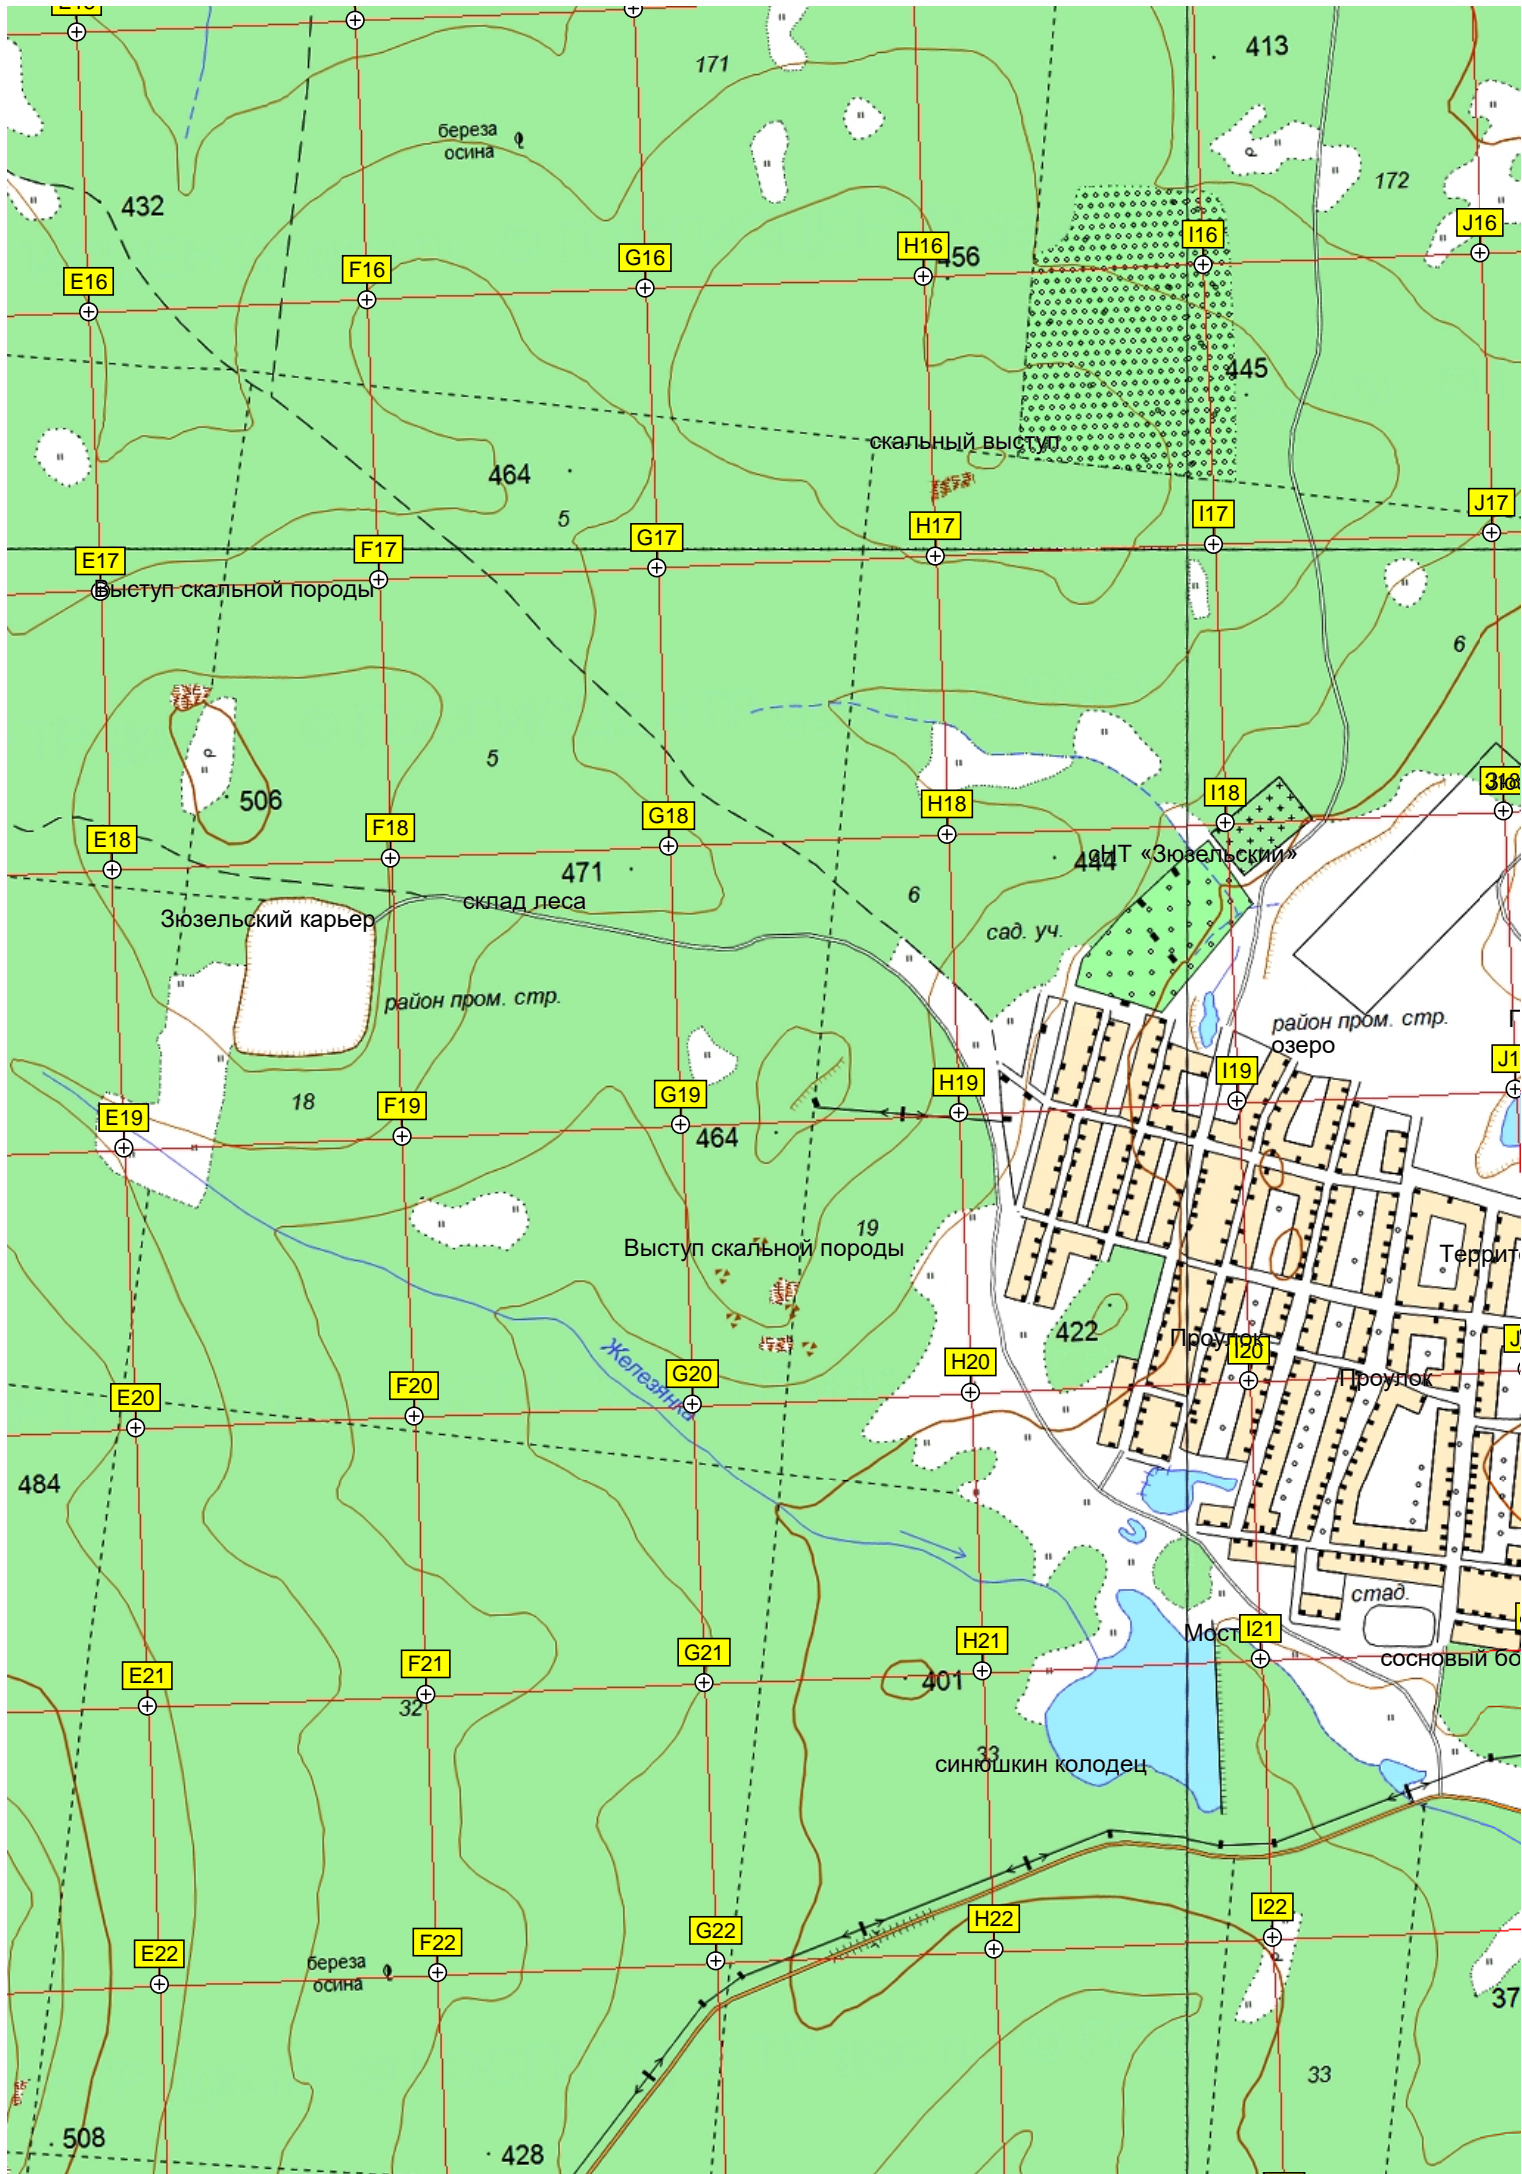 413
171
береза
осина
172
432
I16
J16
H16
456
G16
F16
E16
445
скальный выступ
464
5
J17
I17
H17
G17
F17
E17
Выступ скальной породы
6
5
506
I18
H18
G18
F18
E18
444
сНТ «Зюзельский»
471
6
склад леса
Зюзельский карьер
сад. уч.
район пром. стр.
район пром. стр.
озеро
I19
H19
G19
F19
E19
18
464
19
Выступ скальной породы
422
Проулок
I20
Проулок
Железянка
H20
G20
F20
E20
484
стад.
Мост
I21
H21
G21
F21
E21
401
32
33
синюшкин колодец
I22
H22
G22
F22
E22
береза
осина
33
508
428